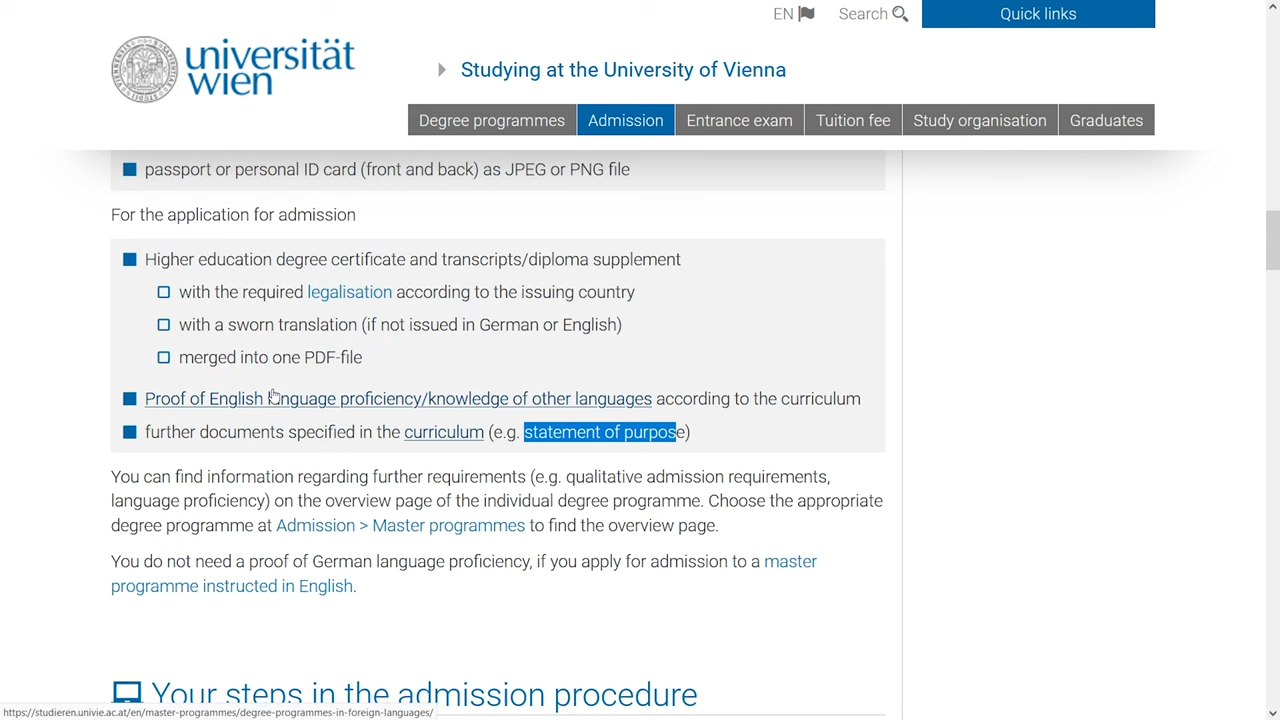 EN
Search
Quick links
universität
wien
Studying at the University of Vienna
Degree programmes
Admission
Entrance exam
Tuition fee
Study organisation
Graduates
passport or personal ID card (front and back) as JPEG or PNG file
For the application for admission
Higher education degree certificate and transcripts/diploma supplement
with the required legalisation according to the issuing country
with a sworn translation (if not issued in German or English)
merged into one PDF-file
Proof of English language proficiency/knowledge of other languages according to the curriculum
further documents specified in the curriculum (e.g. statement of purpose)
You can find information regarding further requirements (e.g. qualitative admission requirements,
language proficiency) on the overview page of the individual degree programme. Choose the appropriate
degree programme at Admission > Master programmes to find the overview page.
You do not need a proof of German language proficiency, if you apply for admission to a master
programme instructed in English.
Your steps in the admission procedure
https://studieren.univie.ac.at/en/master-programmes/degree-programmes-in-foreign-languages/